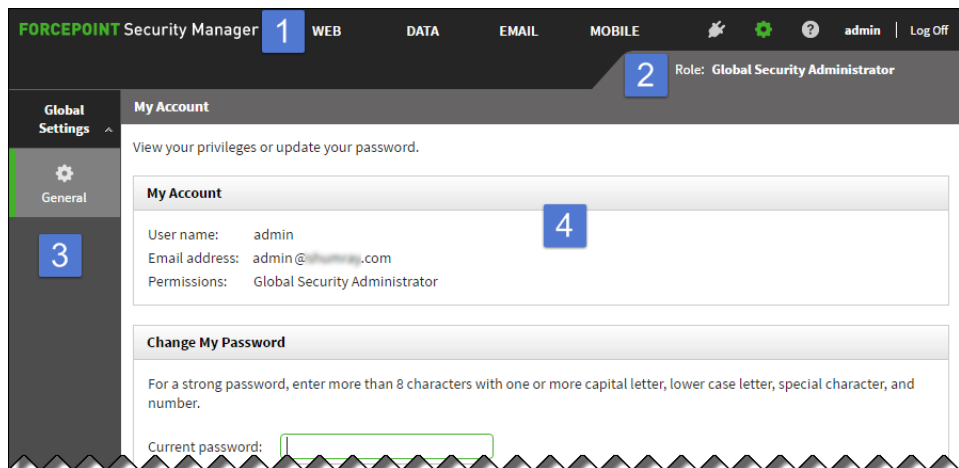 FORCEPOINT Security Manager 1 WEB DATA EMAIL MOBILE ? admin | Log Off
2 Role: Global Security Administrator
Global
Settings
My Account
View your privileges or update your password.
General
My Account
3
User name: admin
4
Email address: admin@ .com
Permissions: Global Security Administrator
Change My Password
For a strong password, enter more than 8 characters with one or more capital letter, lower case letter, special character, and
number.
Current password: